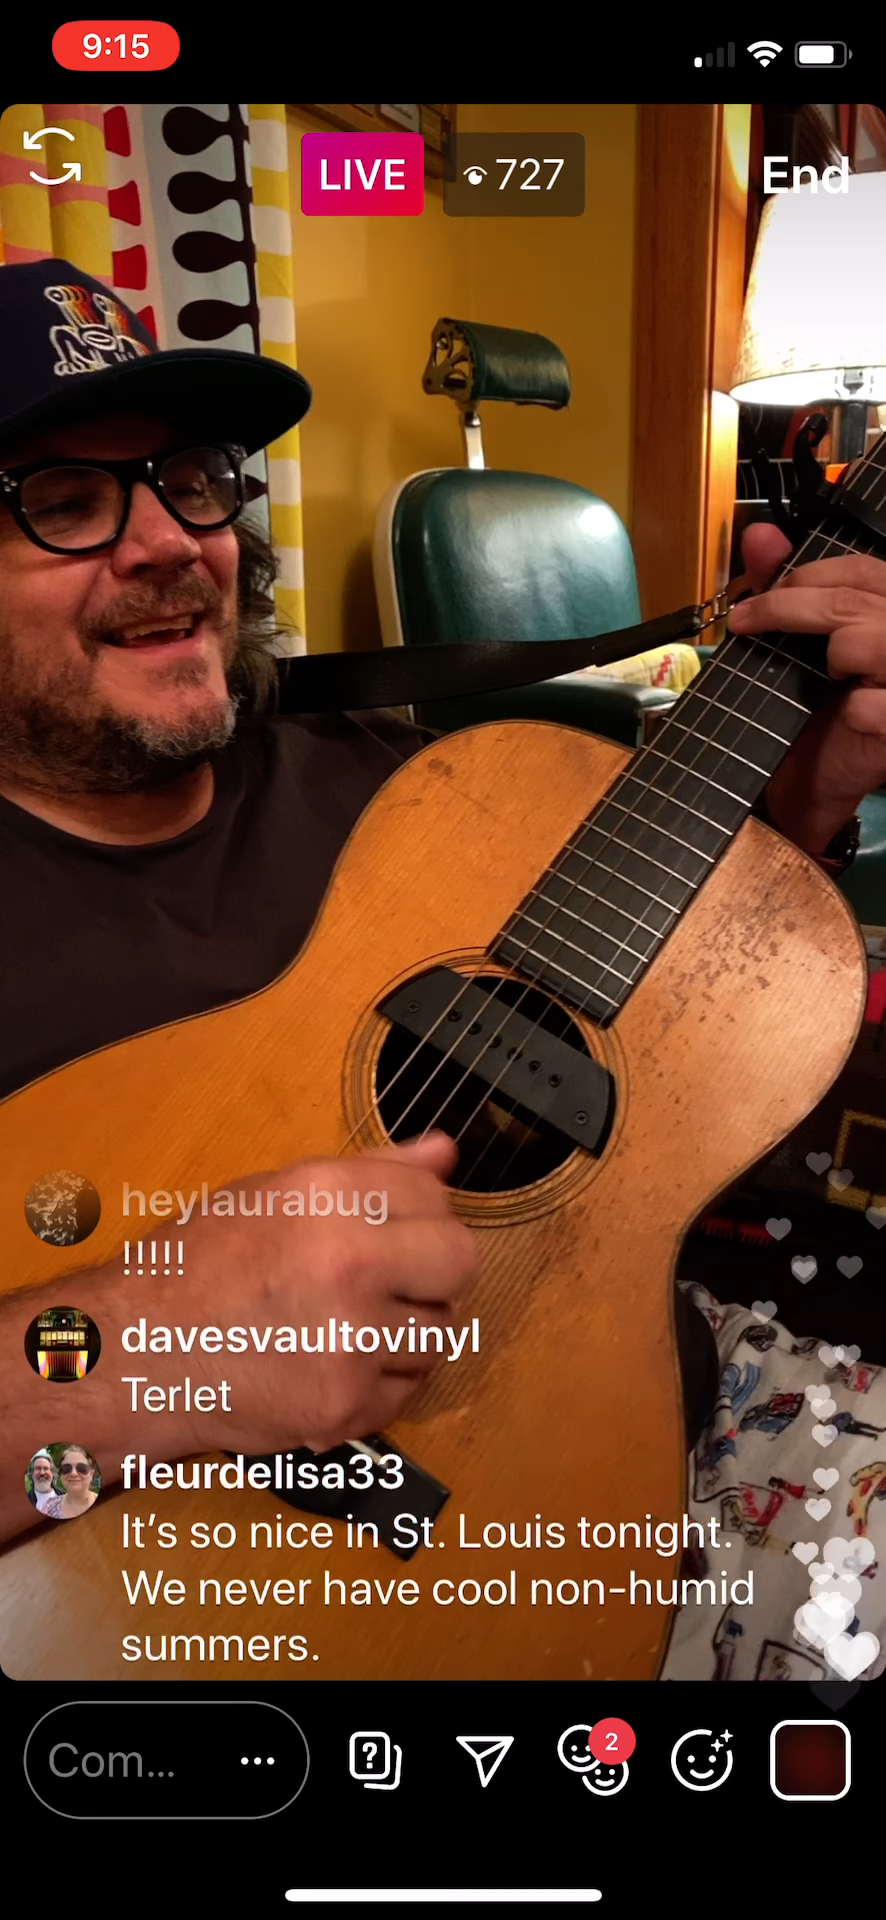 9:15
LIVE
727
End
heylaurabug
!!!!!
davesvaultovinyl
Terlet
fleurdelisa33
It’s so nice in St. Louis tonight.
We never have cool non-humid
summers.
Com...
2